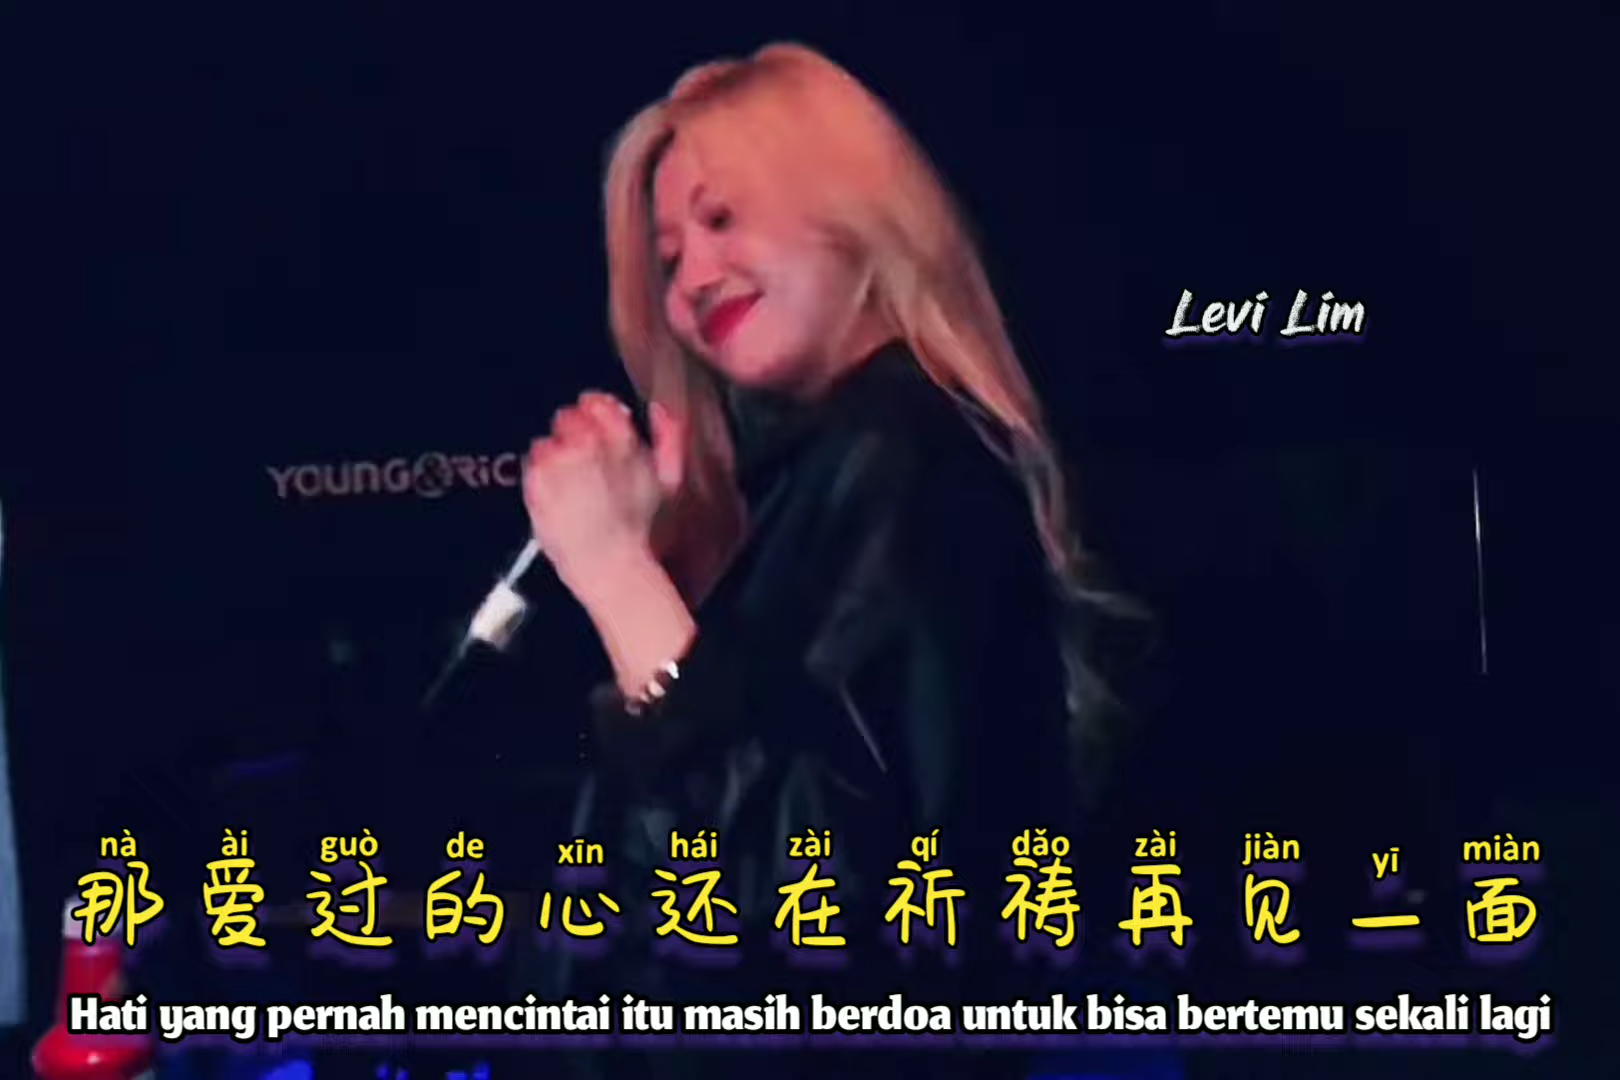 Levi Lim
YOUNG&RIC
nà ài guò de xīn hái zài qí dǎo zài jiàn yī miàn
那爱过的心还在祈祷再见一面
Hati yang pernah mencintai itu masih berdoa untuk bisa bertemu sekali lagi